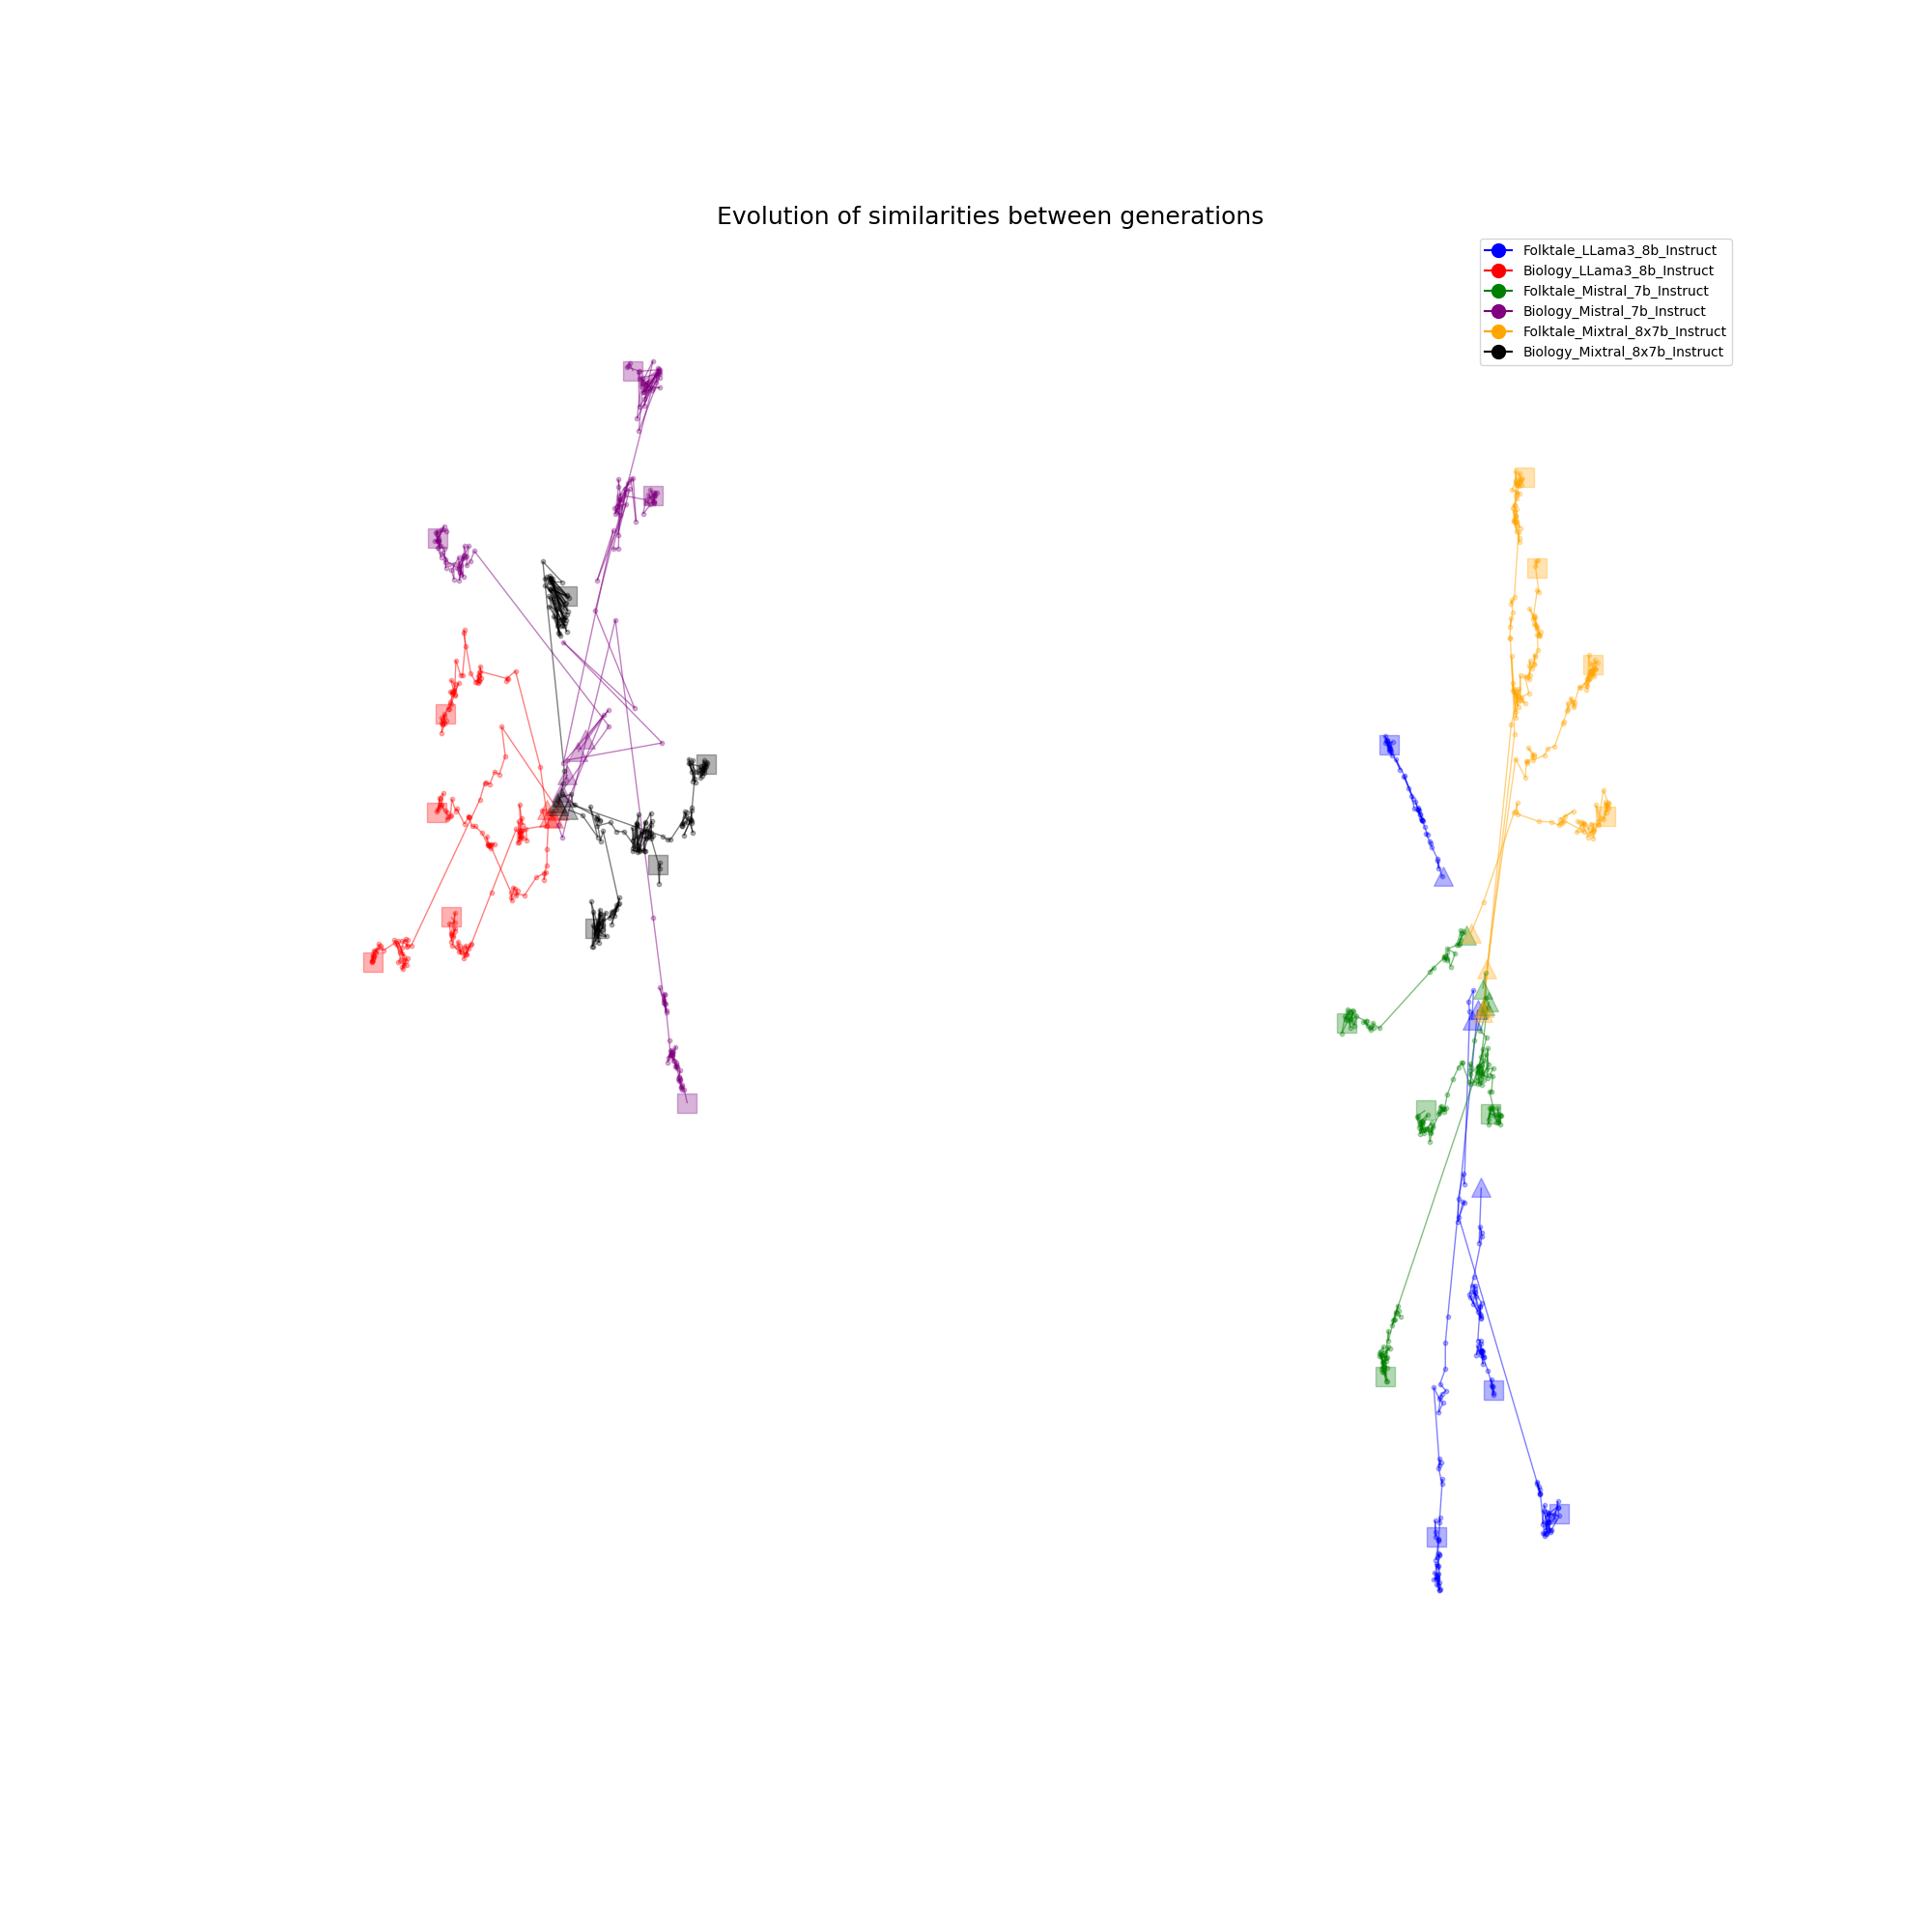 Evolution of similarities between generations
Folktale_LLama3_8b_Instruct
Biology_LLama3_8b_Instruct
Folktale_Mistral_7b_Instruct
Biology_Mistral_7b_Instruct
Folktale_Mixtral_8x7b_Instruct
Biology_Mixtral_8x7b_Instruct